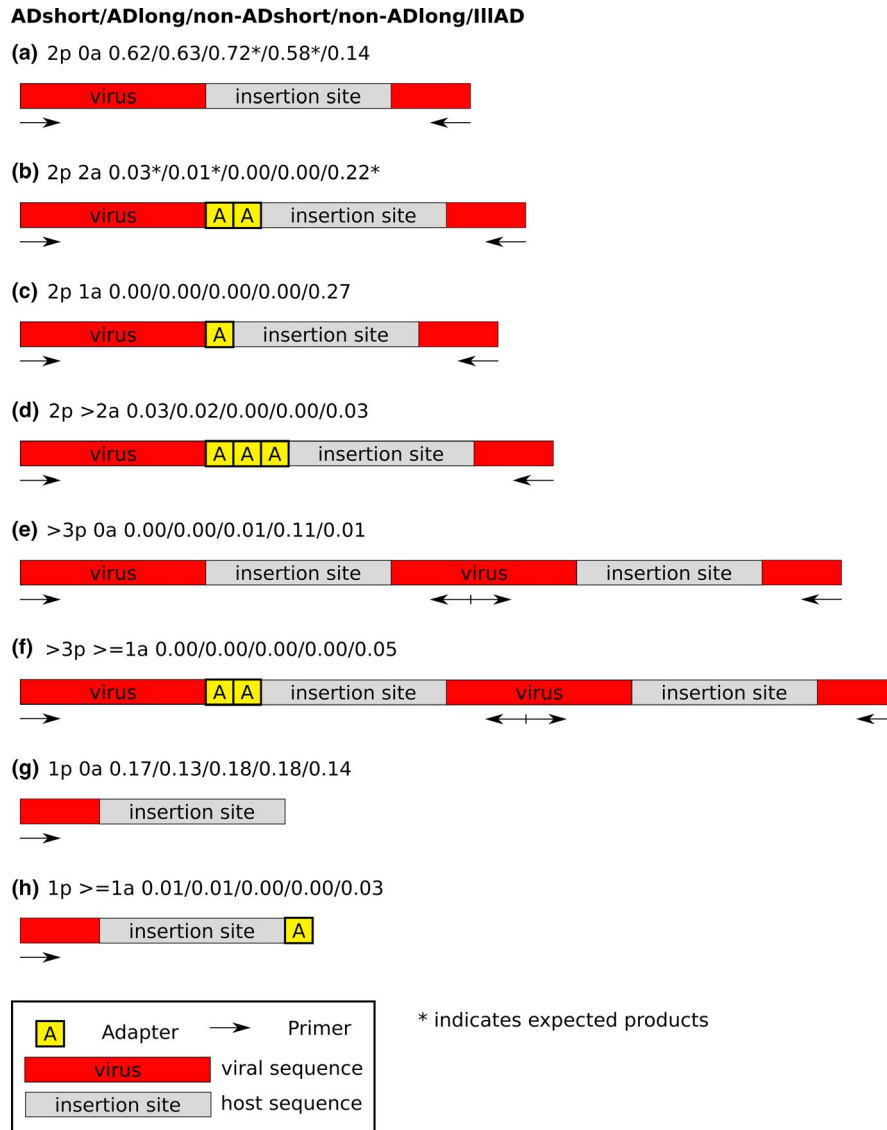 ADshort/ADlong/non-ADshort/non-ADlong/IllAD
(a) 2p 0a 0.62/0.63/0.72*/0.58*/0.14
virus insertion site
(b) 2p 2a 0.03*/0.01*/0.00/0.00/0.22*
virus A A insertion site
(c) 2p 1a 0.00/0.00/0.00/0.00/0.27
virus A insertion site
(d) 2p >2a 0.03/0.02/0.00/0.00/0.03
virus A A A insertion site
(e) >3p 0a 0.00/0.00/0.01/0.11/0.01
virus insertion site virus insertion site
(f) >3p >=1a 0.00/0.00/0.00/0.00/0.05
virus A A insertion site virus insertion site
(g) 1p 0a 0.17/0.13/0.18/0.18/0.14
insertion site
(h) 1p >=1a 0.01/0.01/0.00/0.00/0.03
insertion site A
A Adapter Primer
virus viral sequence
insertion site host sequence
* indicates expected products